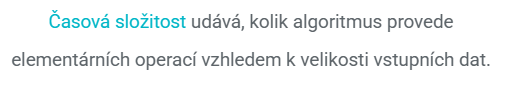 Časová složitost udává, kolik algoritmus provede
elementárních operací vzhledem k velikosti vstupních dat.